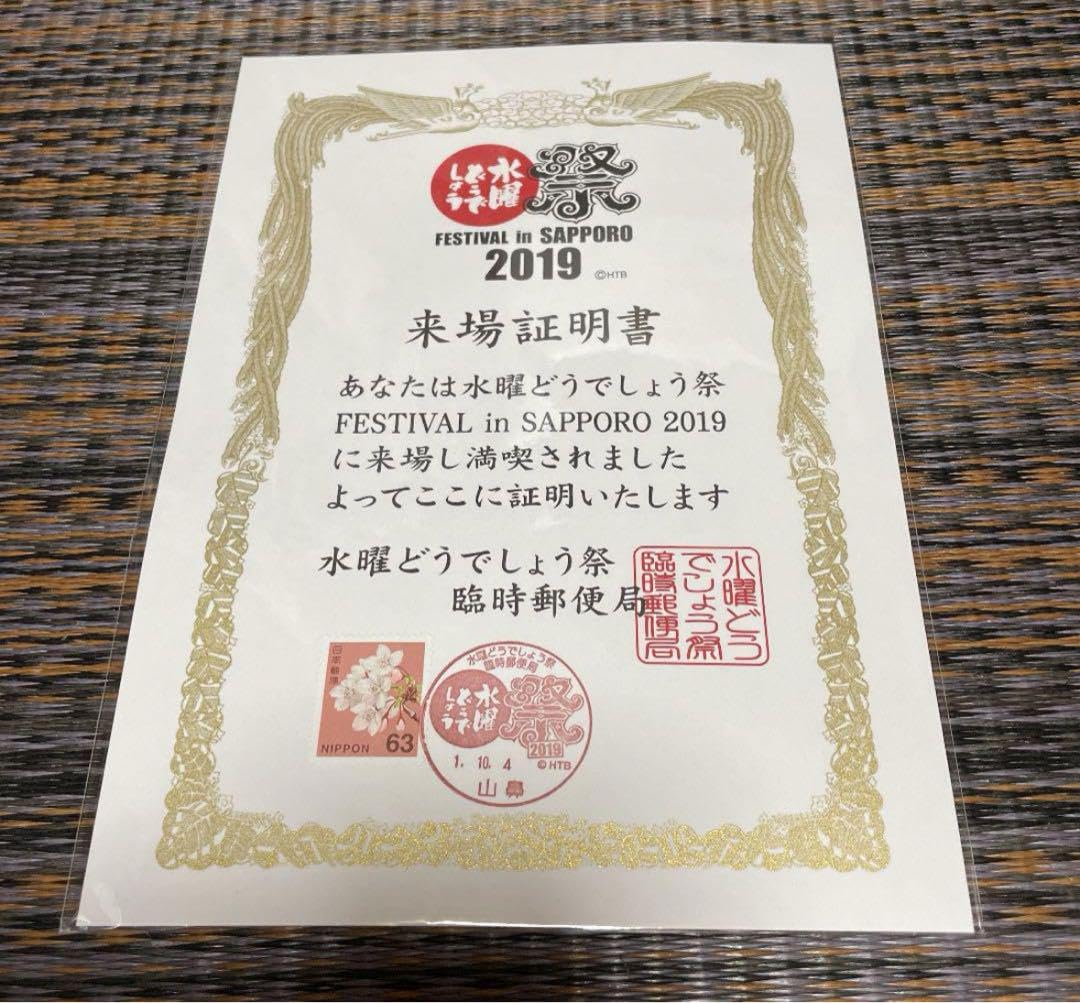 水曜どうでしょう祭
FESTIVAL in SAPPORO
2019 ©HTB
来場証明書
あなたは水曜どうでしょう祭
FESTIVAL in SAPPORO 2019
に来場し満喫されました
よってここに証明いたします
水曜どうでしょう祭
臨時郵便局
水曜どう
でしょう祭
臨時郵便局
日本郵便
NIPPON 63
水曜どうでしょう祭
臨時郵便局
水曜どうでしょう祭
2019
©HTB
1. 10. 4
山鼻